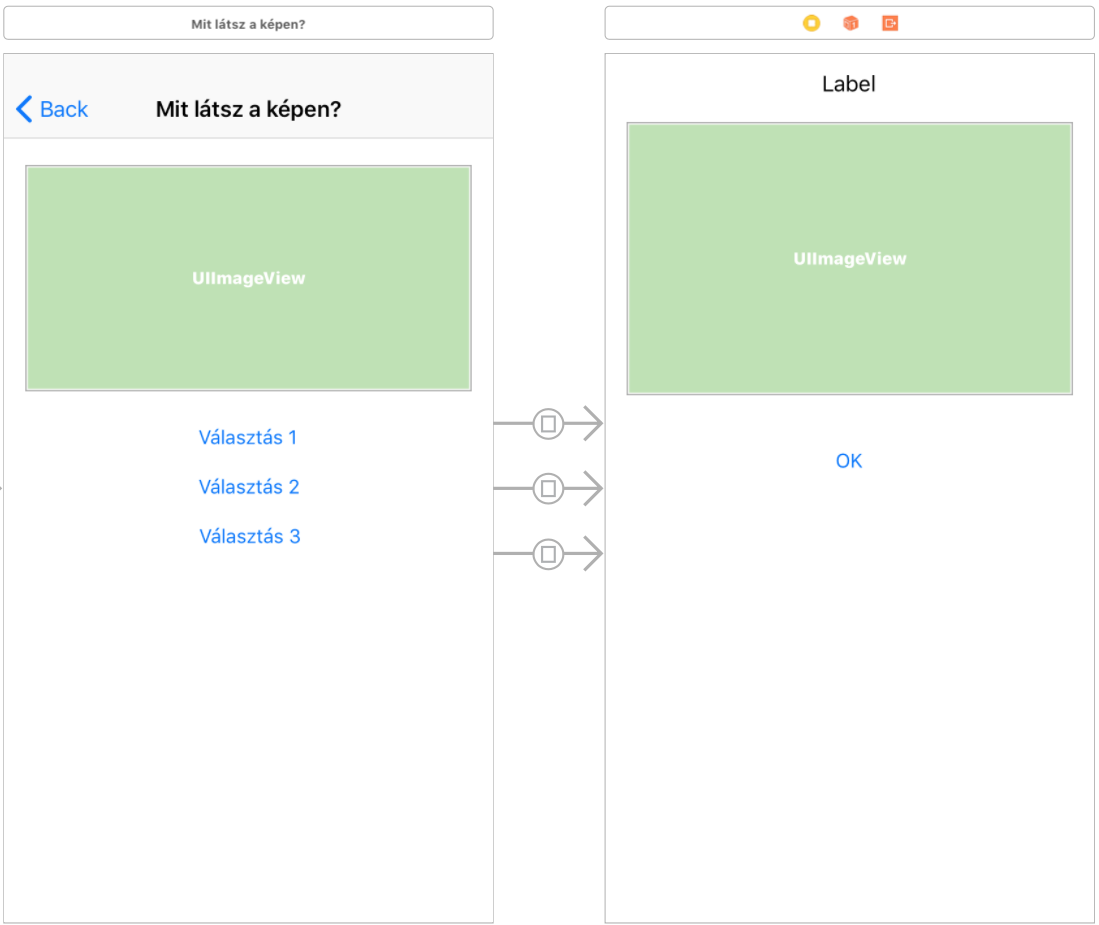 Mit látsz a képen?
Back
Mit látsz a képen?
UIImageView
Választás 1
Választás 2
Választás 3
Label
UIImageView
OK